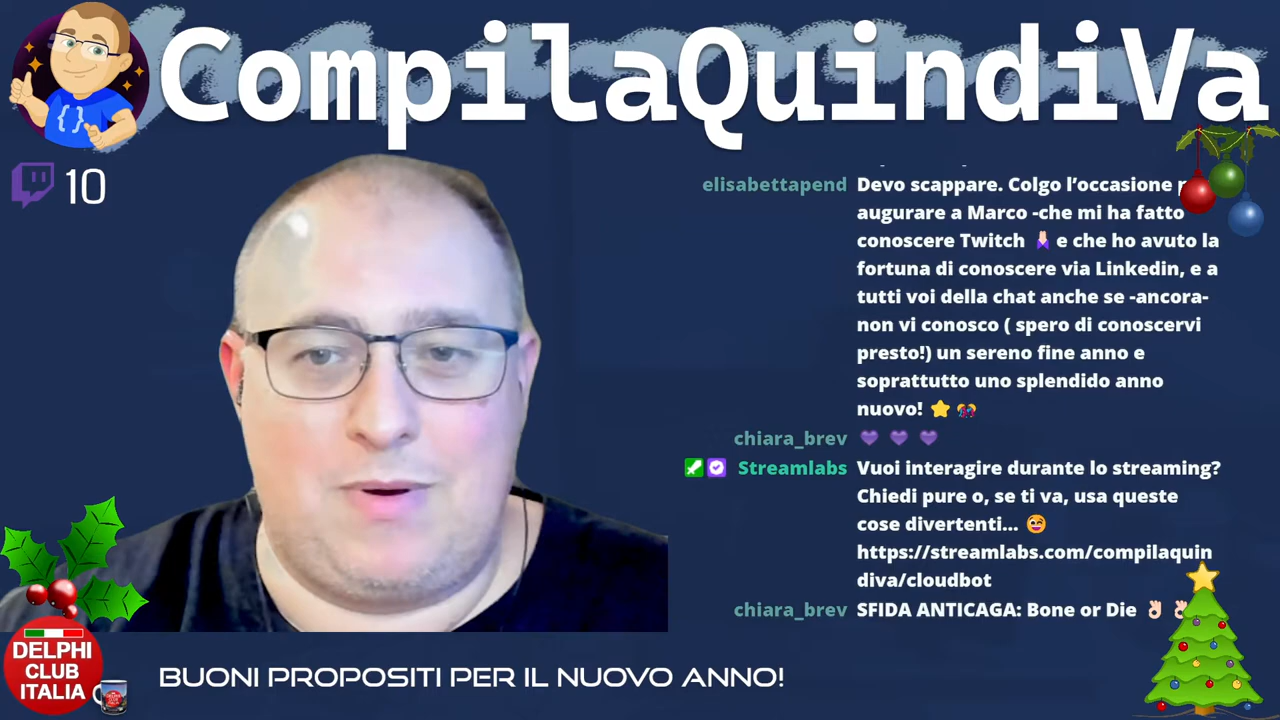 CompilaQuindiVa
{ }
10
elisabettapend Devo scappare. Colgo l’occasione
augurare a Marco -che mi ha fatto
conoscere Twitch 🤰 e che ho avuto la
fortuna di conoscere via Linkedin, e a
tutti voi della chat anche se -ancora-
non vi conosco ( spero di conoscervi
presto!) un sereno fine anno e
soprattutto uno splendido anno
nuovo! ⭐ 👭
chiara_brev 💜 💜 💜
Streamlabs Vuoi interagire durante lo streaming?
Chiedi pure o, se ti va, usa queste
cose divertenti... 😄
https://streamlabs.com/compilaquin
diva/cloudbot
chiara_brev SFIDA ANTICAGA: Bone or Die 👌🏻 👌🏻
DELPHI
CLUB
ITALIA
BUONI PROPOSITI PER IL NUOVO ANNO!